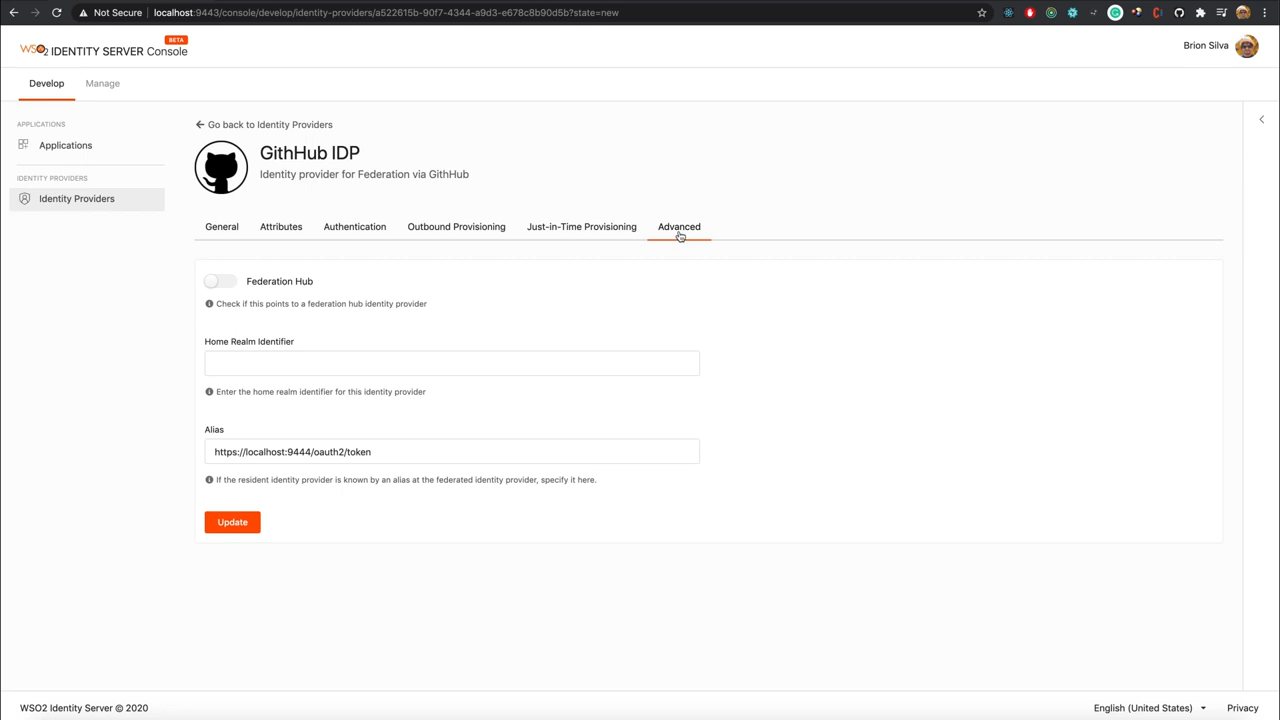 Not Secure localhost:9443/console/develop/identity-providers/a522615b-90f7-4344-a9d3-e678c8b90d5b?state=new
WSO2 IDENTITY SERVER Console BETA
Brion Silva
Develop Manage
APPLICATIONS
Applications
IDENTITY PROVIDERS
Identity Providers
Go back to Identity Providers
GithHub IDP
Identity provider for Federation via GithHub
General Attributes Authentication Outbound Provisioning Just-in-Time Provisioning Advanced
Federation Hub
Check if this points to a federation hub identity provider
Home Realm Identifier
Enter the home realm identifier for this identity provider
Alias
https://localhost:9444/oauth2/token
If the resident identity provider is known by an alias at the federated identity provider, specify it here.
Update
WSO2 Identity Server © 2020
English (United States) Privacy